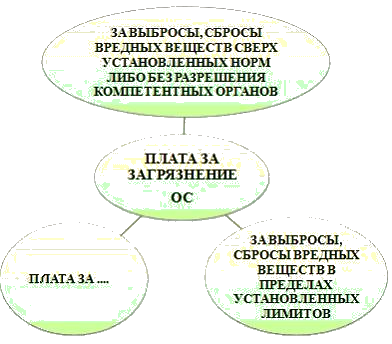 ЗА ВЫБРОСЫ, СБРОСЫ
ВРЕДНЫХ ВЕЩЕСТВ СВЕРХ
УСТАНОВЛЕННЫХ НОРМ
ЛИБО БЕЗ РАЗРЕШЕНИЯ
КОМПЕТЕНТНЫХ ОРГАНОВ
ПЛАТА ЗА
ЗАГРЯЗНЕНИЕ
ОС
ПЛАТА ЗА ....
ЗА ВЫБРОСЫ,
СБРОСЫ ВРЕДНЫХ
ВЕЩЕСТВ В
ПРЕДЕЛАХ
УСТАНОВЛЕННЫХ
ЛИМИТОВ